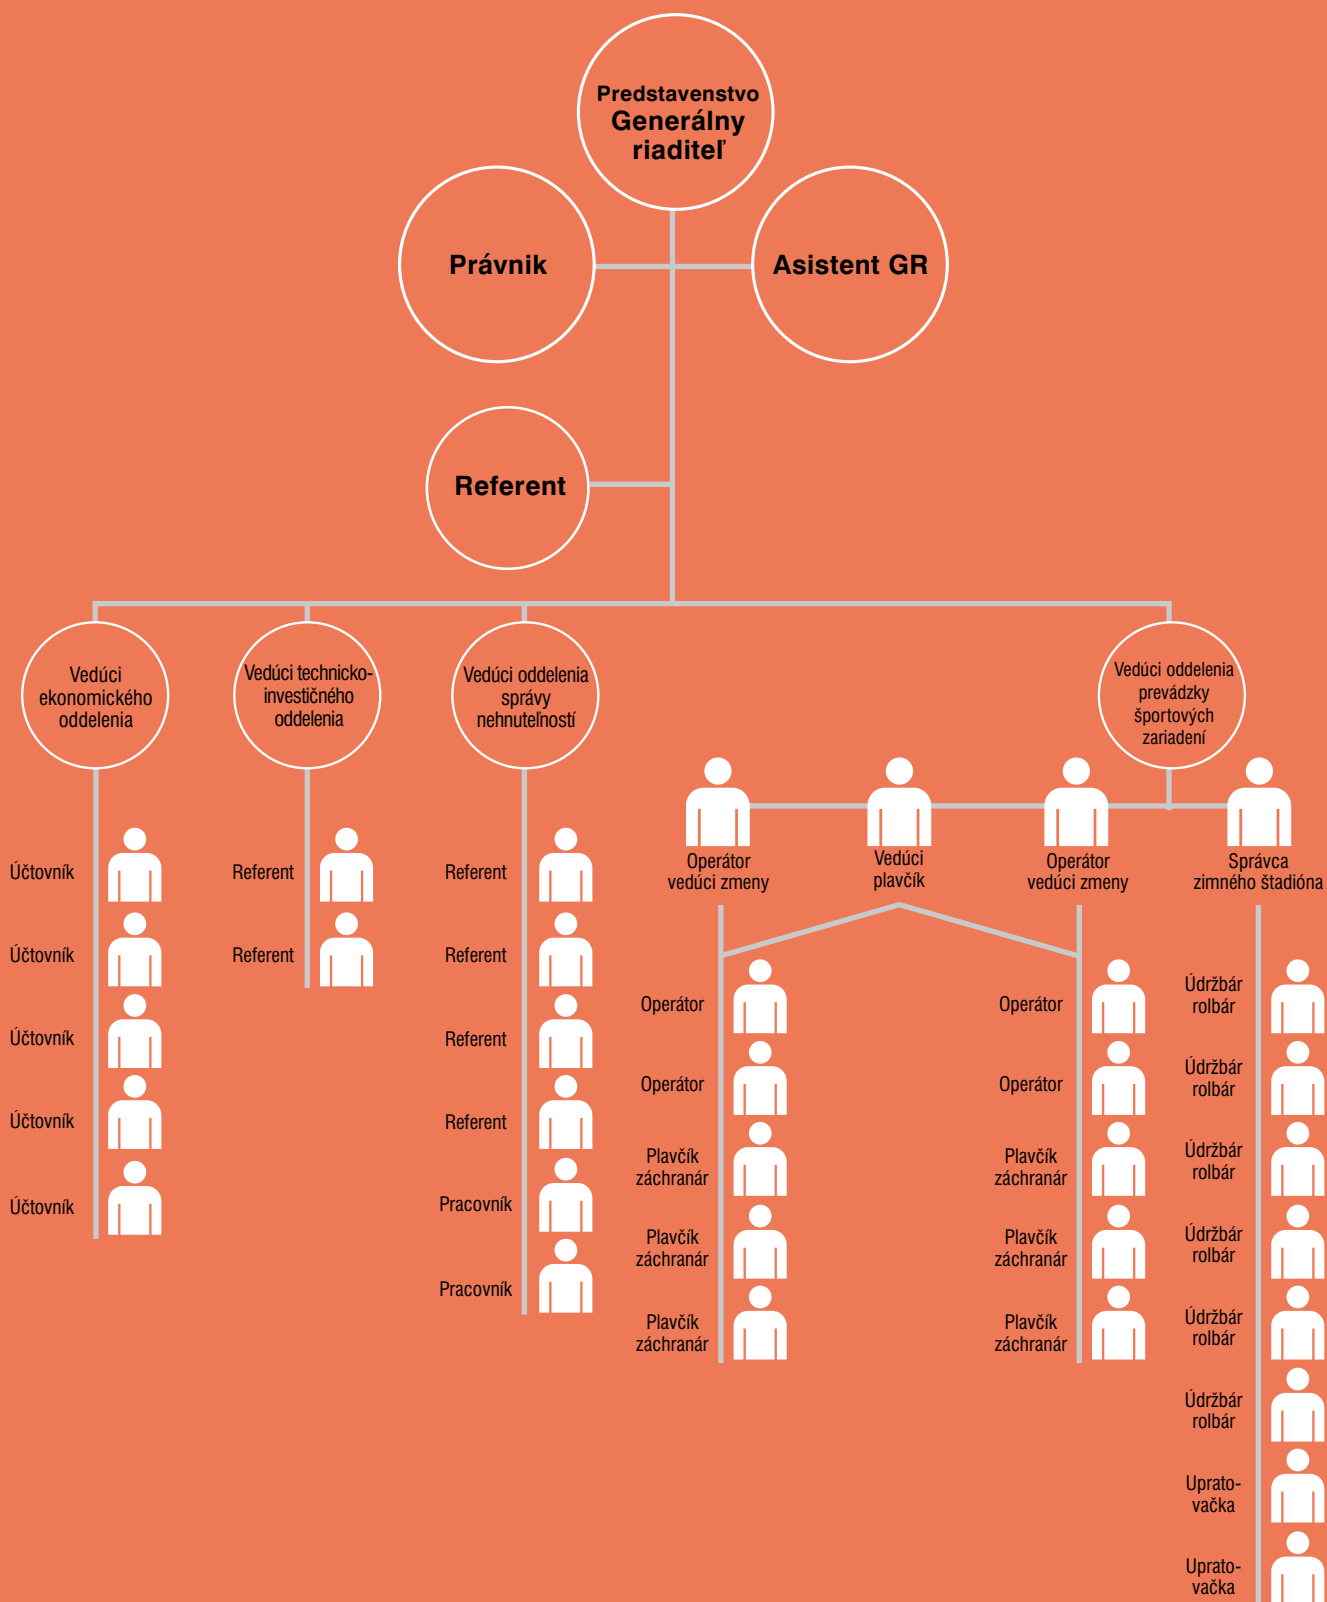 Predstavenstvo
Generálny
riaditeľ
Právnik
Asistent GR
Referent
Vedúci
ekonomického
oddelenia
Vedúci technicko-
investičného
oddelenia
Vedúci oddelenia
správy
nehnuteľností
Vedúci oddelenia
prevádzky
športových
zariadení
Účtovník
Účtovník
Účtovník
Účtovník
Účtovník
Referent
Referent
Referent
Referent
Referent
Referent
Pracovník
Pracovník
Operátor
vedúci zmeny
Vedúci
plavčík
Operátor
vedúci zmeny
Správca
zimného štadióna
Operátor
Operátor
Plavčík
záchranár
Plavčík
záchranár
Plavčík
záchranár
Operátor
Operátor
Plavčík
záchranár
Plavčík
záchranár
Plavčík
záchranár
Údržbár
rolbár
Údržbár
rolbár
Údržbár
rolbár
Údržbár
rolbár
Údržbár
rolbár
Údržbár
rolbár
Uprato-
vačka
Uprato-
vačka